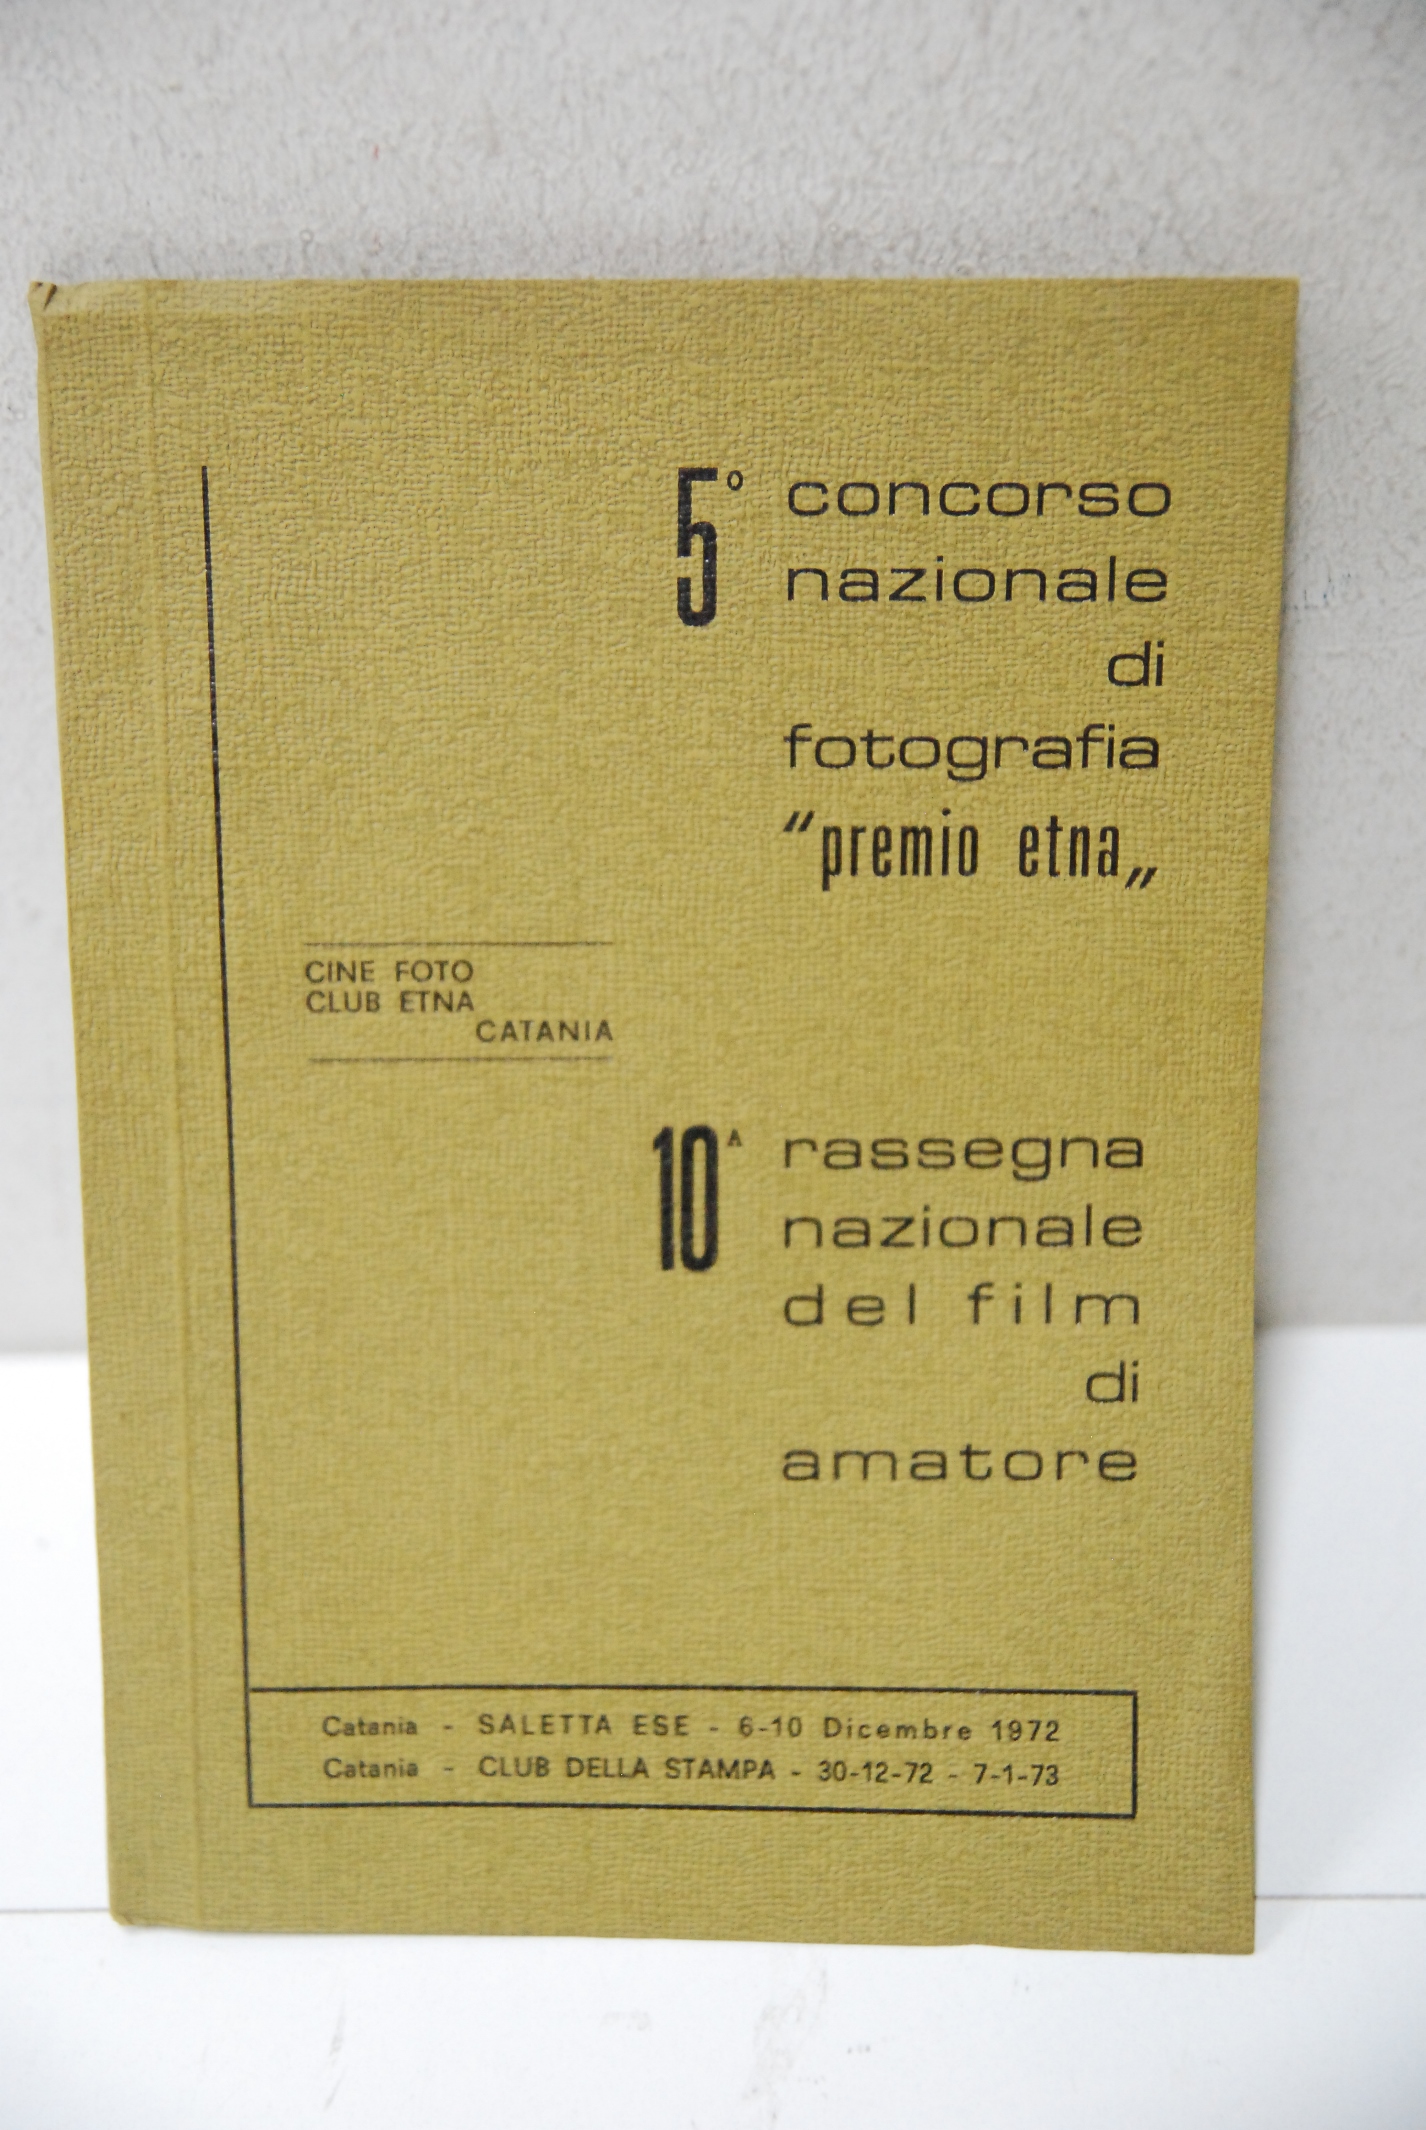 5° concorso
nazionale
di
fotografia
"premio etna„
CINE FOTO
CLUB ETNA
CATANIA
10ᴬ rassegna
nazionale
del film
di
amatore
Catania - SALETTA ESE - 6-10 Dicembre 1972
Catania - CLUB DELLA STAMPA - 30-12-72 - 7-1-73